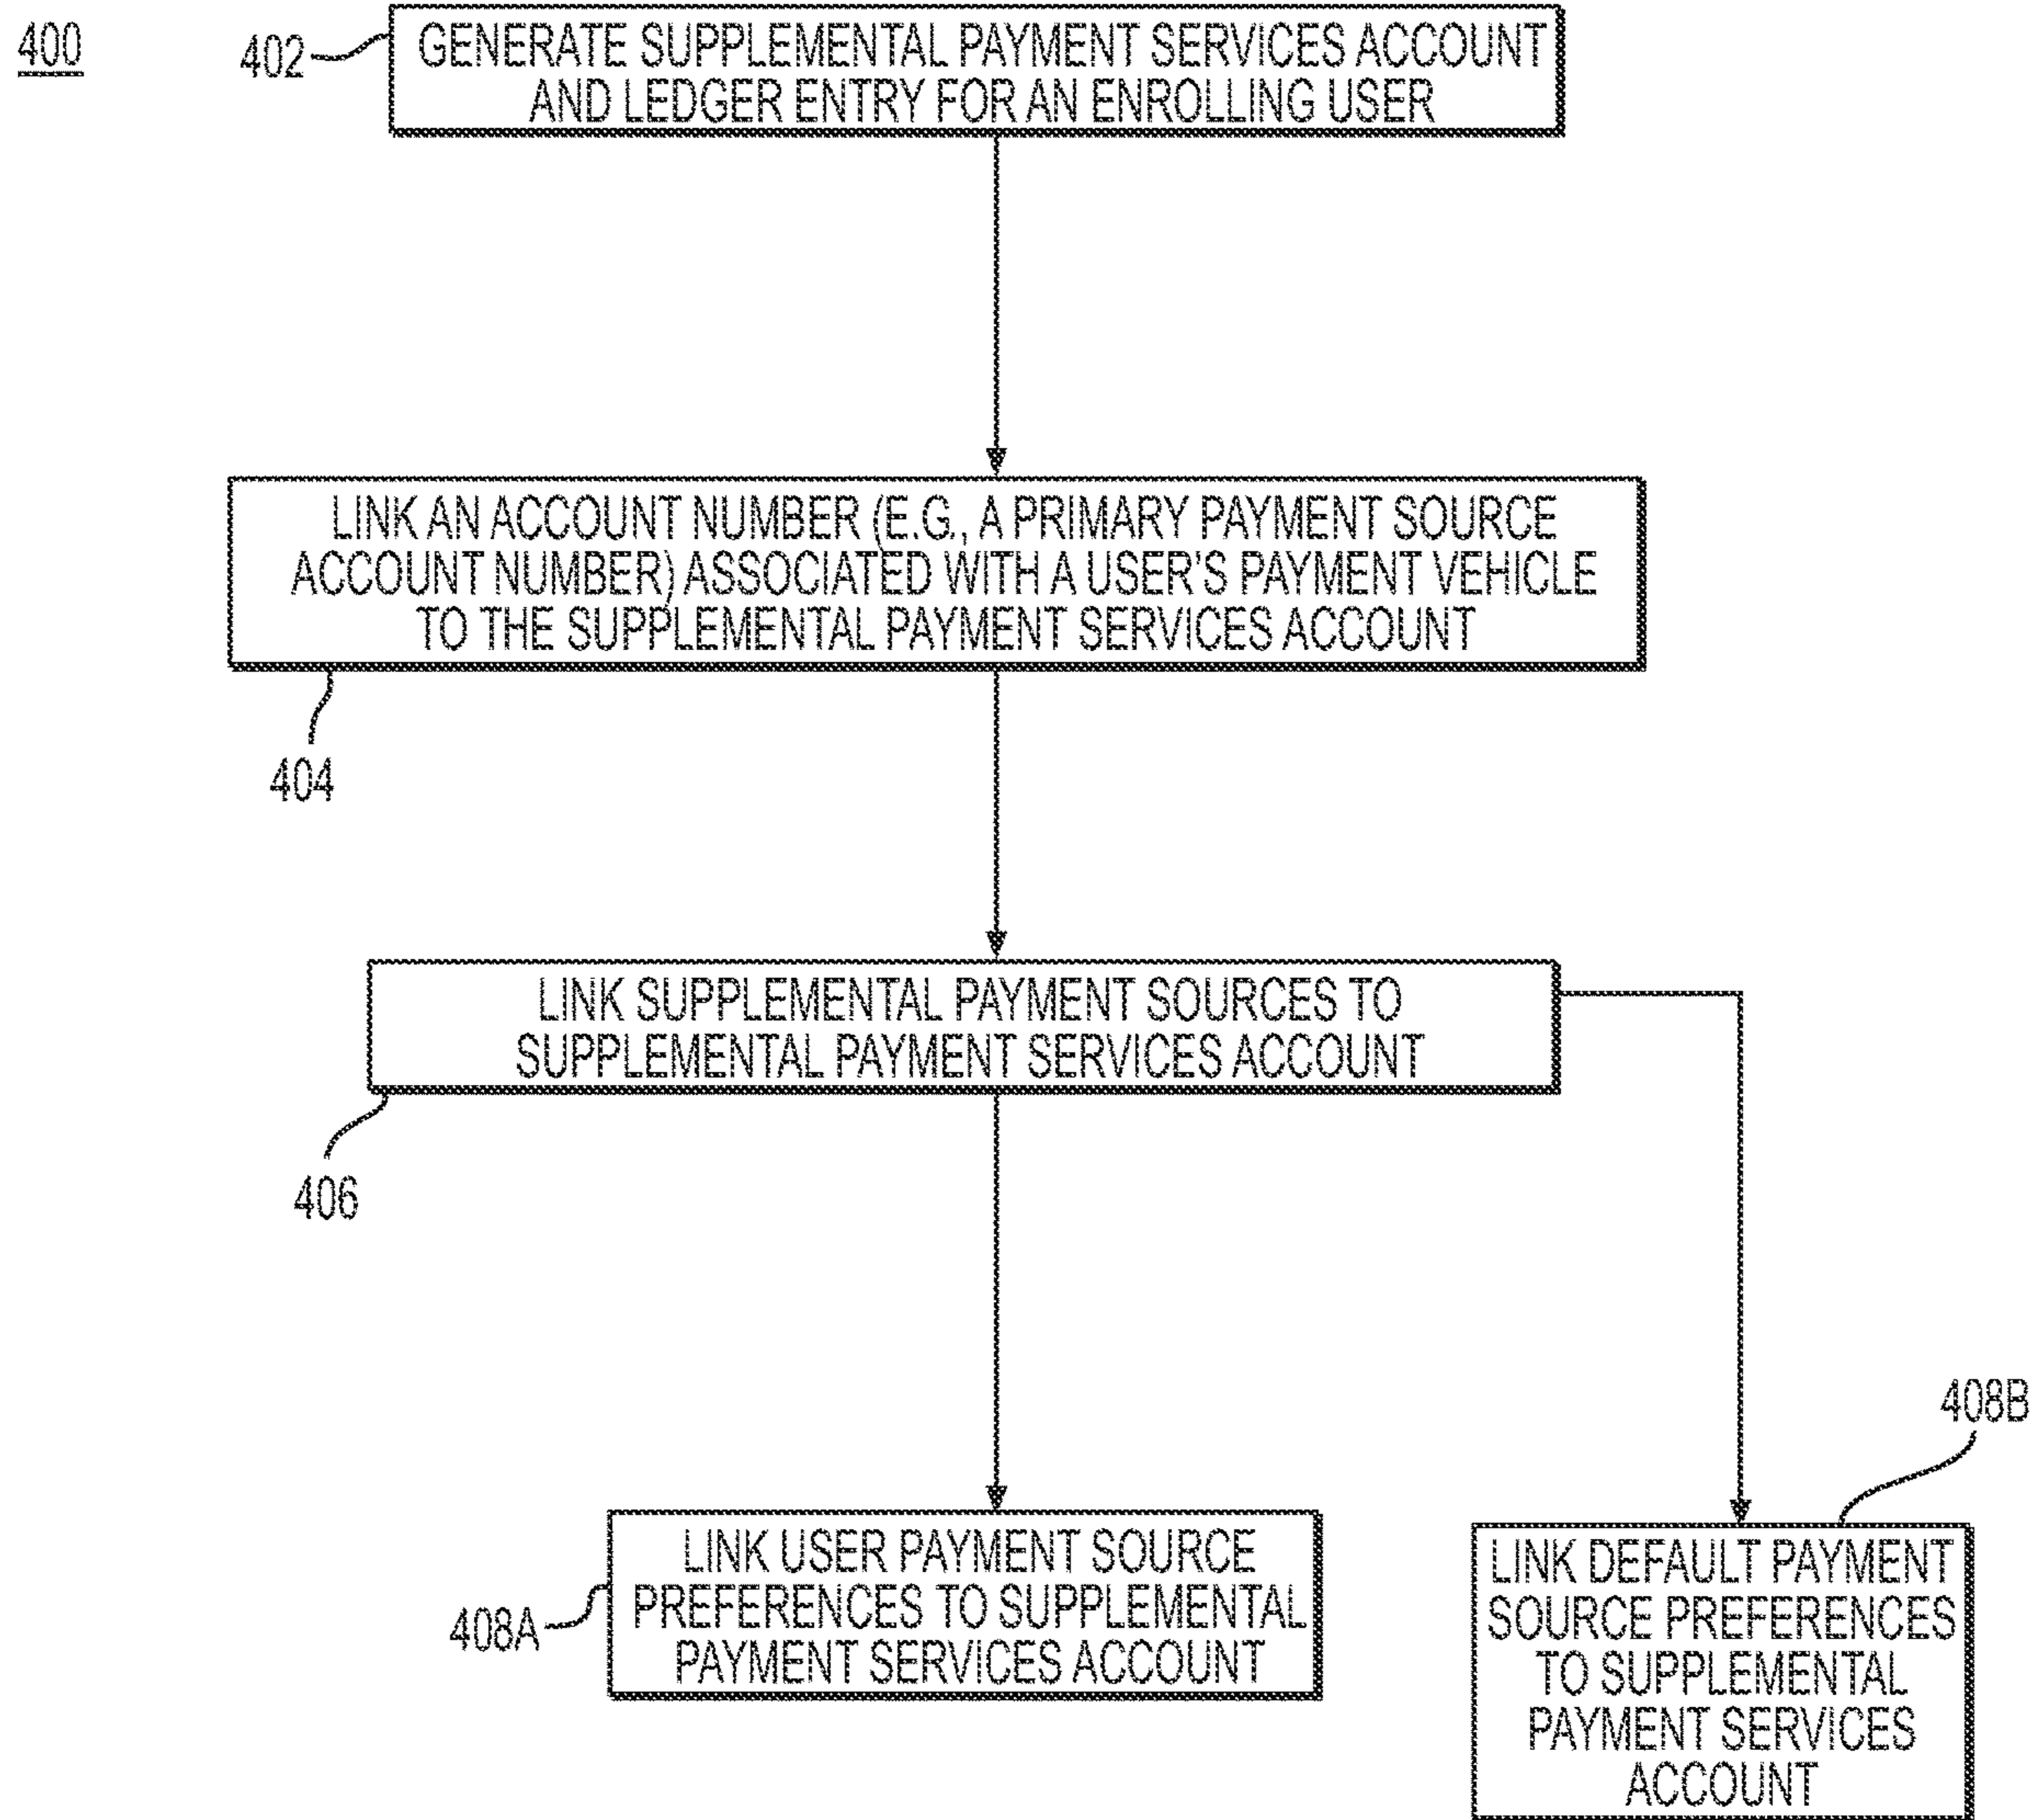 400
402
GENERATE SUPPLEMENTAL PAYMENT SERVICES ACCOUNT
AND LEDGER ENTRY FOR AN ENROLLING USER
LINK AN ACCOUNT NUMBER (E.G., A PRIMARY PAYMENT SOURCE
ACCOUNT NUMBER) ASSOCIATED WITH A USER'S PAYMENT VEHICLE
TO THE SUPPLEMENTAL PAYMENT SERVICES ACCOUNT
404
LINK SUPPLEMENTAL PAYMENT SOURCES TO
SUPPLEMENTAL PAYMENT SERVICES ACCOUNT
406
408A
LINK USER PAYMENT SOURCE
PREFERENCES TO SUPPLEMENTAL
PAYMENT SERVICES ACCOUNT
408B
LINK DEFAULT PAYMENT
SOURCE PREFERENCES
TO SUPPLEMENTAL
PAYMENT SERVICES
ACCOUNT